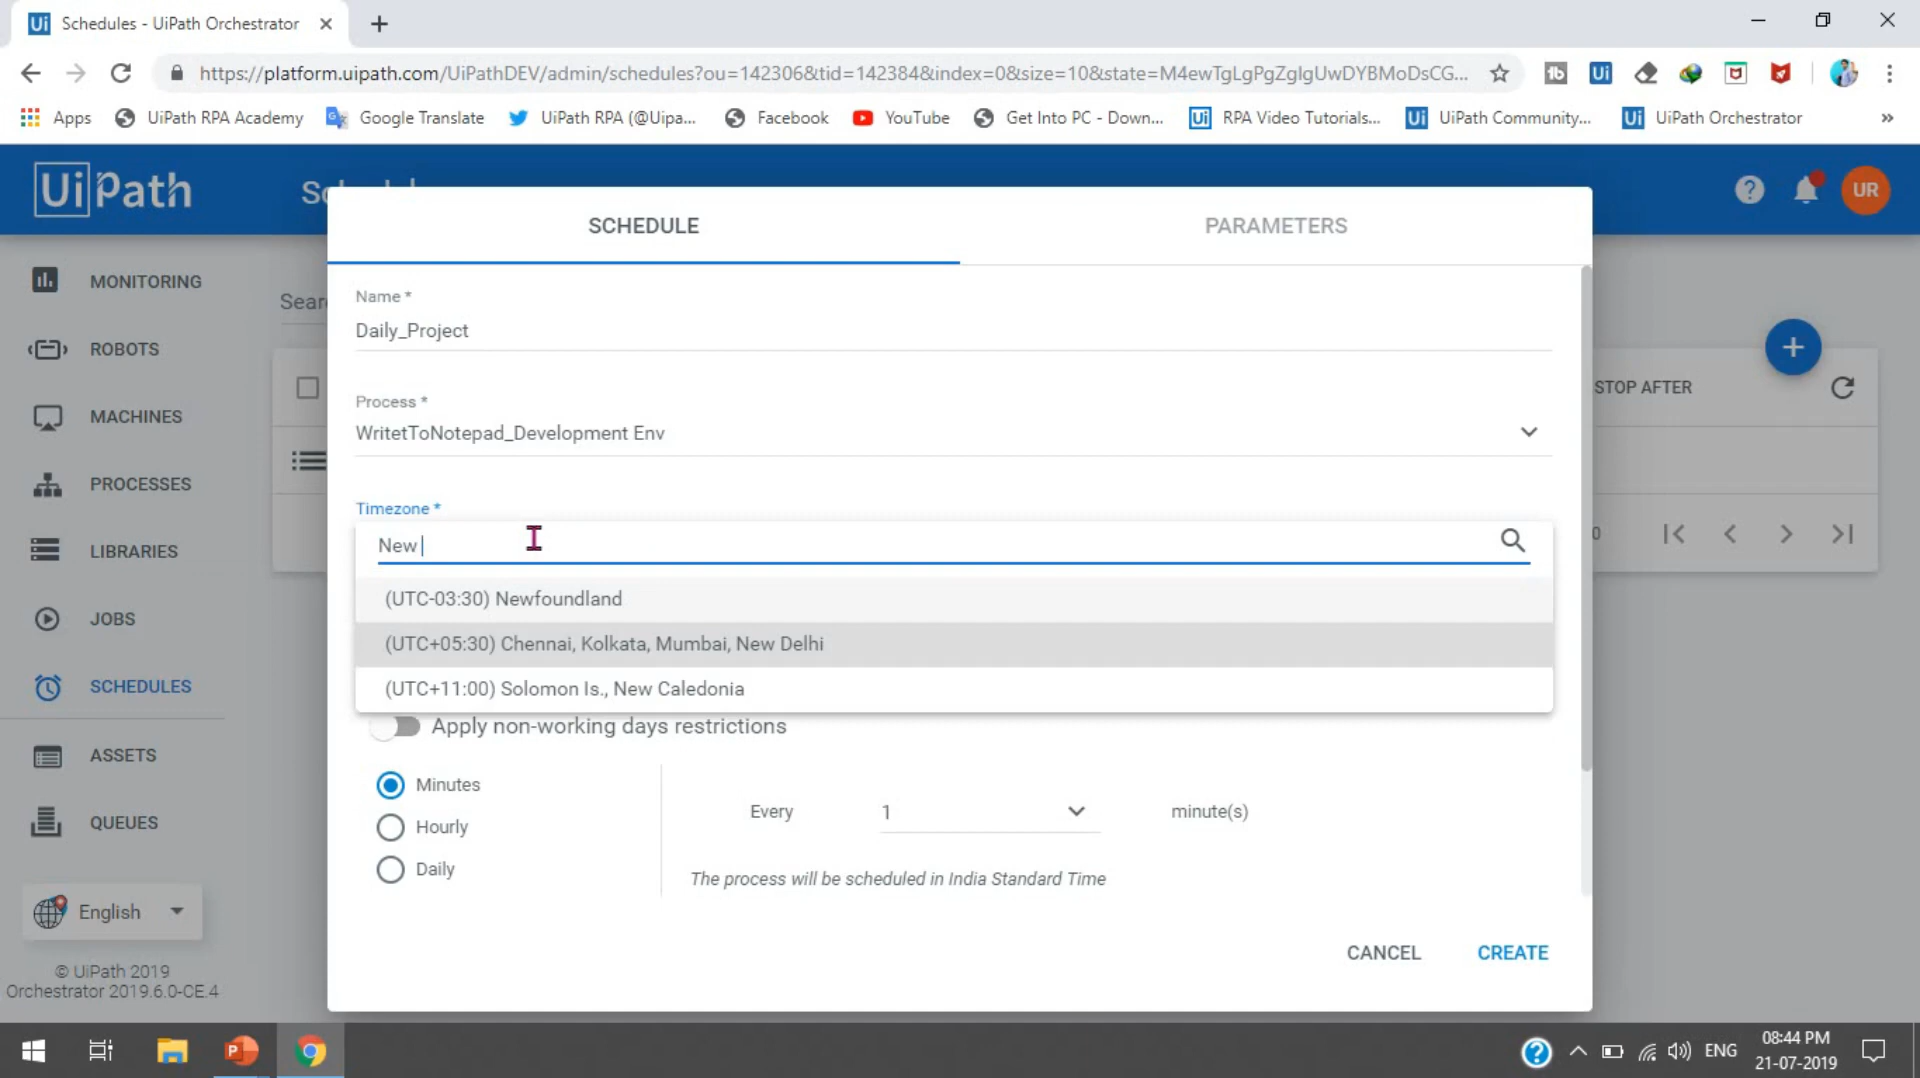 Schedules - UiPath Orchestrator
https://platform.uipath.com/UiPathDEV/admin/schedules?ou=142306&tid=142384&index=0&size=10&state=M4ewTgLgPgZglgUwDYBMoDsCG...
Apps UiPath RPA Academy Google Translate UiPath RPA (@Uipa... Facebook YouTube Get Into PC - Down... RPA Video Tutorials... UiPath Community... UiPath Orchestrator »
UiPath
UR
SCHEDULE PARAMETERS
MONITORING
ROBOTS
MACHINES
PROCESSES
LIBRARIES
JOBS
SCHEDULES
ASSETS
QUEUES
English
© UiPath 2019
Orchestrator 2019.6.0-CE.4
Sear
Name *
Daily_Project
Process *
WritetToNotepad_Development Env
Timezone *
New
(UTC-03:30) Newfoundland
(UTC+05:30) Chennai, Kolkata, Mumbai, New Delhi
(UTC+11:00) Solomon Is., New Caledonia
Apply non-working days restrictions
Minutes
Hourly
Daily
Every 1 minute(s)
The process will be scheduled in India Standard Time
CANCEL CREATE
STOP AFTER
0
ENG
08:44 PM
21-07-2019